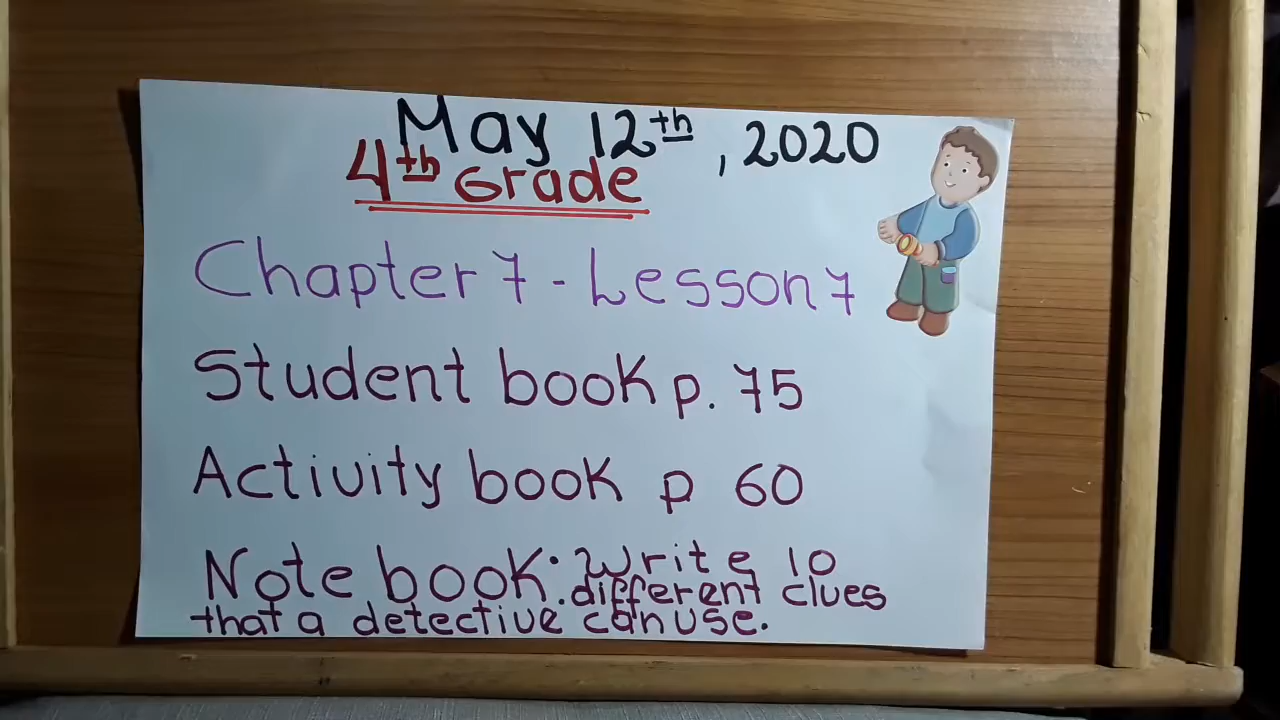 May 12th, 2020
4th Grade
Chapter 7 - Lesson 7
Student book p. 75
Activity book p 60
Note book: Write 10
different clues
that a detective can use.